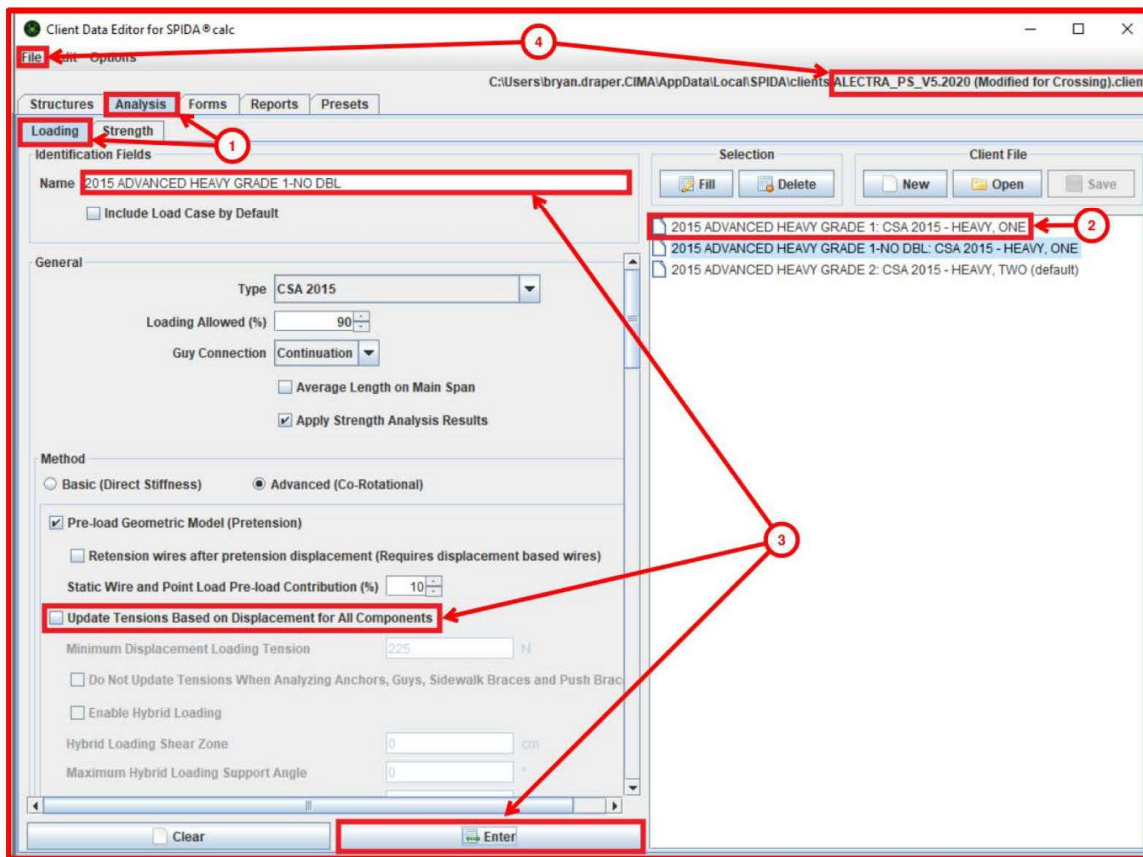 Client Data Editor for SPIDA®calc
4
File Edit Options
C:\Users\bryan.draper.CIMA\AppData\Local\SPIDA\clients\ALECTRA_PS_V5.2020 (Modified for Crossing).clien
Structures Analysis Forms Reports Presets
Loading Strength
1
Identification Fields
Name 2015 ADVANCED HEAVY GRADE 1-NO DBL
Include Load Case by Default
Selection
Client File
Fill Delete New Open Save
2015 ADVANCED HEAVY GRADE 1: CSA 2015 - HEAVY, ONE
2
2015 ADVANCED HEAVY GRADE 1-NO DBL: CSA 2015 - HEAVY, ONE
2015 ADVANCED HEAVY GRADE 2: CSA 2015 - HEAVY, TWO (default)
General
Type CSA 2015
Loading Allowed (%) 90
Guy Connection Continuation
Average Length on Main Span
Apply Strength Analysis Results
Method
Basic (Direct Stiffness) Advanced (Co-Rotational)
Pre-load Geometric Model (Pretension)
Retension wires after pretension displacement (Requires displacement based wires)
3
Static Wire and Point Load Pre-load Contribution (%) 10
Update Tensions Based on Displacement for All Components
Minimum Displacement Loading Tension 225 N
Do Not Update Tensions When Analyzing Anchors, Guys, Sidewalk Braces and Push Brac
Enable Hybrid Loading
Hybrid Loading Shear Zone 0 cm
Maximum Hybrid Loading Support Angle 0 °
Clear Enter